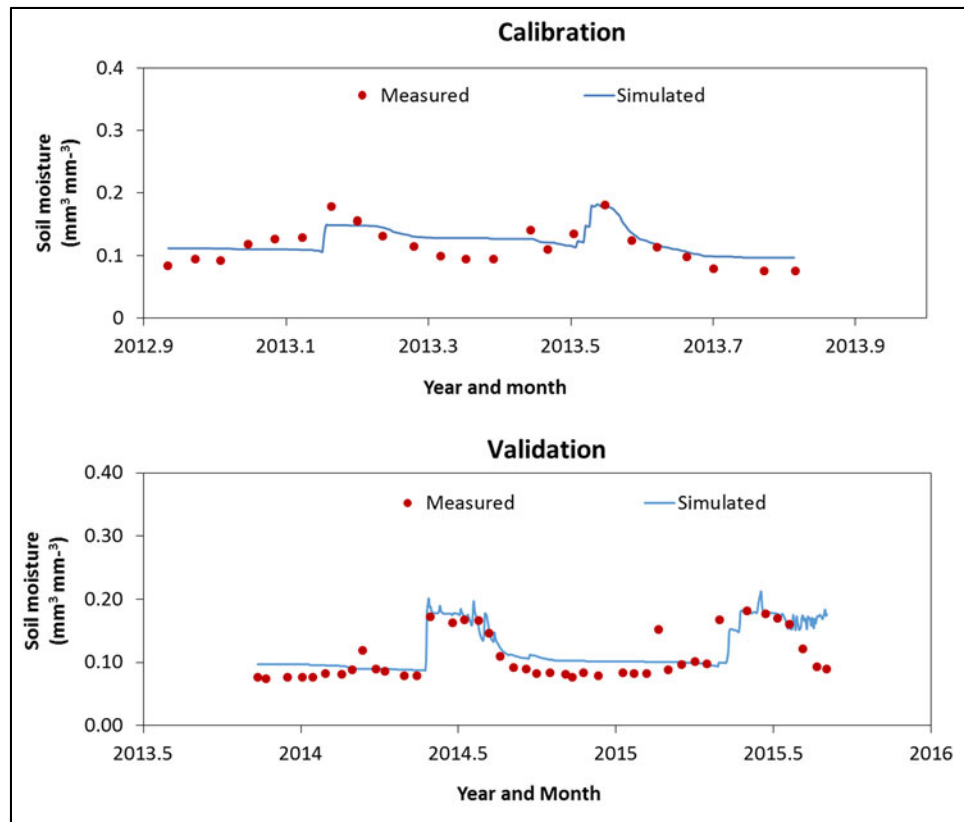 Calibration
0.4
Measured
Simulated
0.3
0.2
0.1
0
Soil moisture
(mm³ mm-³)
2012.9
2013.1
2013.3
2013.5
2013.7
2013.9
Year and month
Validation
0.40
Measured
Simulated
0.30
0.20
0.10
0.00
Soil moisture
(mm³ mm-³)
2013.5
2014
2014.5
2015
2015.5
2016
Year and Month